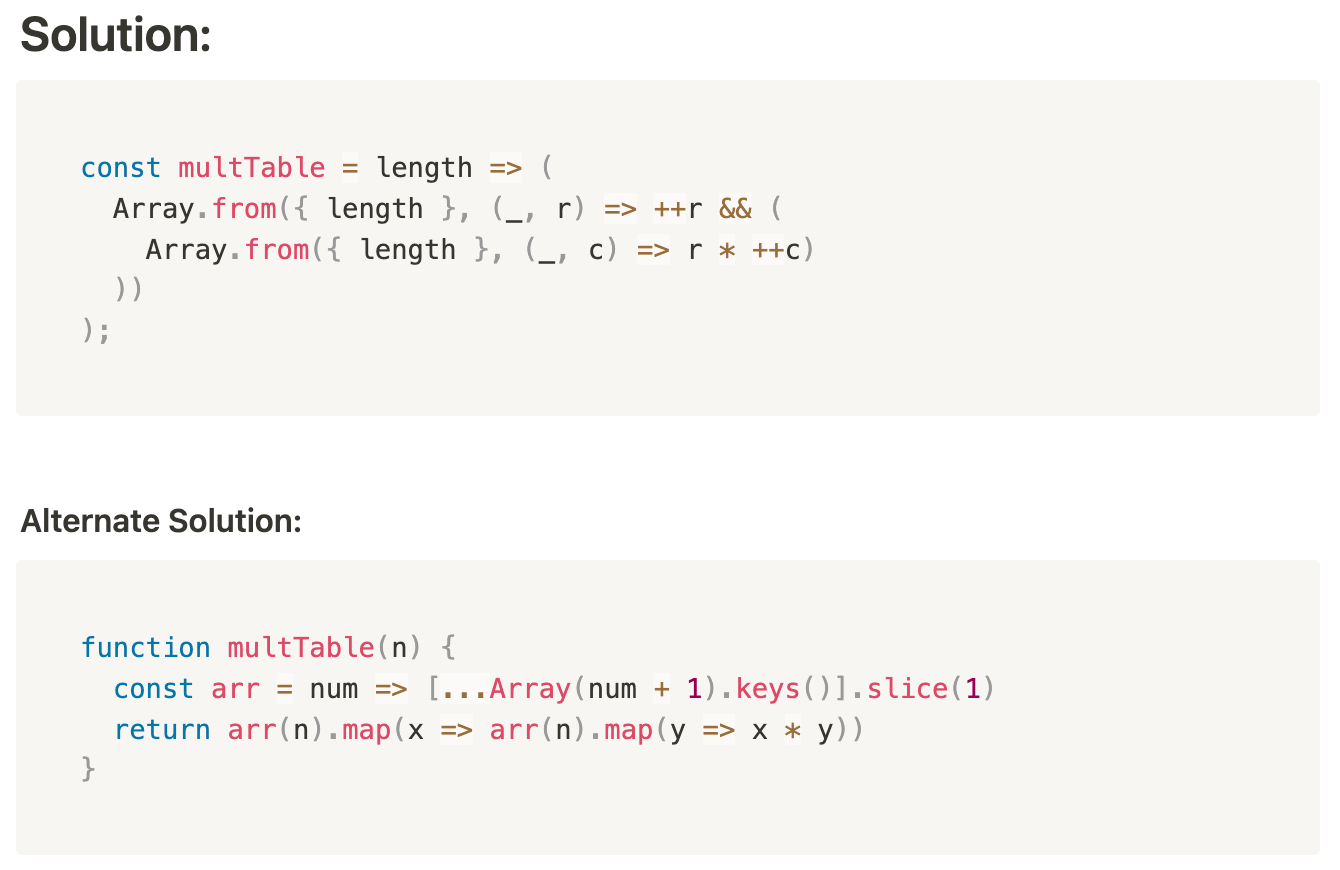 Solution:
const multTable = length => (
  Array.from({ length }, (_, r) => ++r && (
    Array.from({ length }, (_, c) => r * ++c)
  ))
);
Alternate Solution:
function multTable(n) {
  const arr = num => [...Array(num + 1).keys()].slice(1)
  return arr(n).map(x => arr(n).map(y => x * y))
}